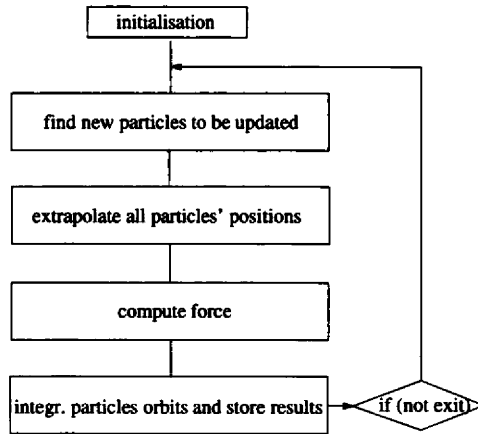 initialisation
find new particles to be updated
extrapolate all particles' positions
compute force
integr. particles orbits and store results
if (not exit)